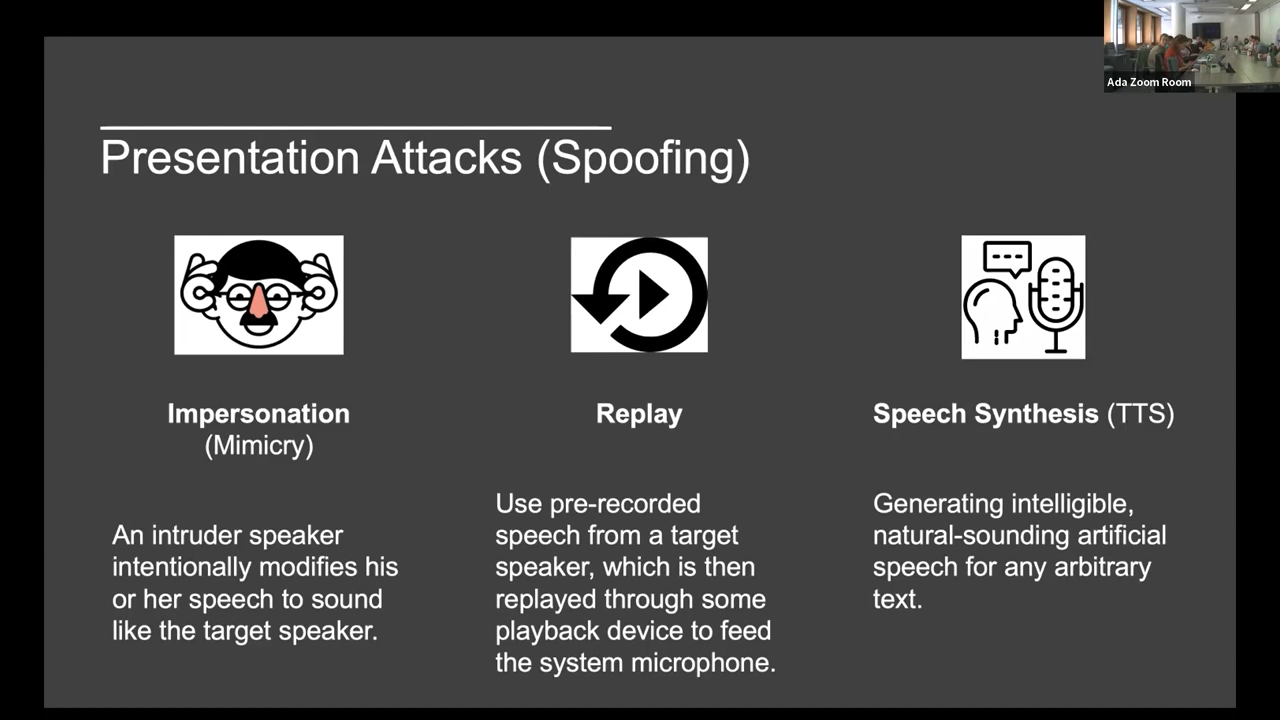 Ada Zoom Room
Presentation Attacks (Spoofing)
Impersonation
(Mimicry)
An intruder speaker
intentionally modifies his
or her speech to sound
like the target speaker.
Replay
Use pre-recorded
speech from a target
speaker, which is then
replayed through some
playback device to feed
the system microphone.
Speech Synthesis (TTS)
Generating intelligible,
natural-sounding artificial
speech for any arbitrary
text.